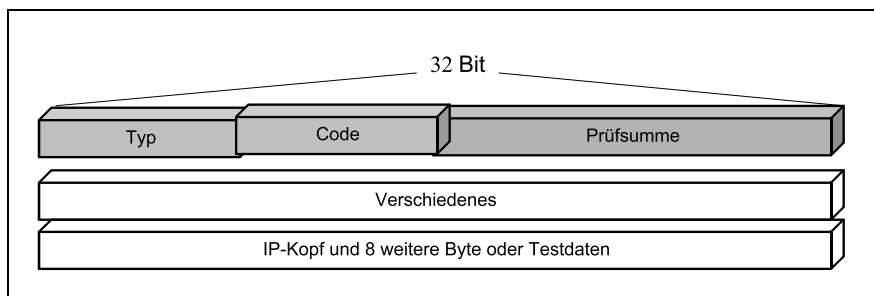 32 Bit
Typ Code Prüfsumme
Verschiedenes
IP-Kopf und 8 weitere Byte oder Testdaten